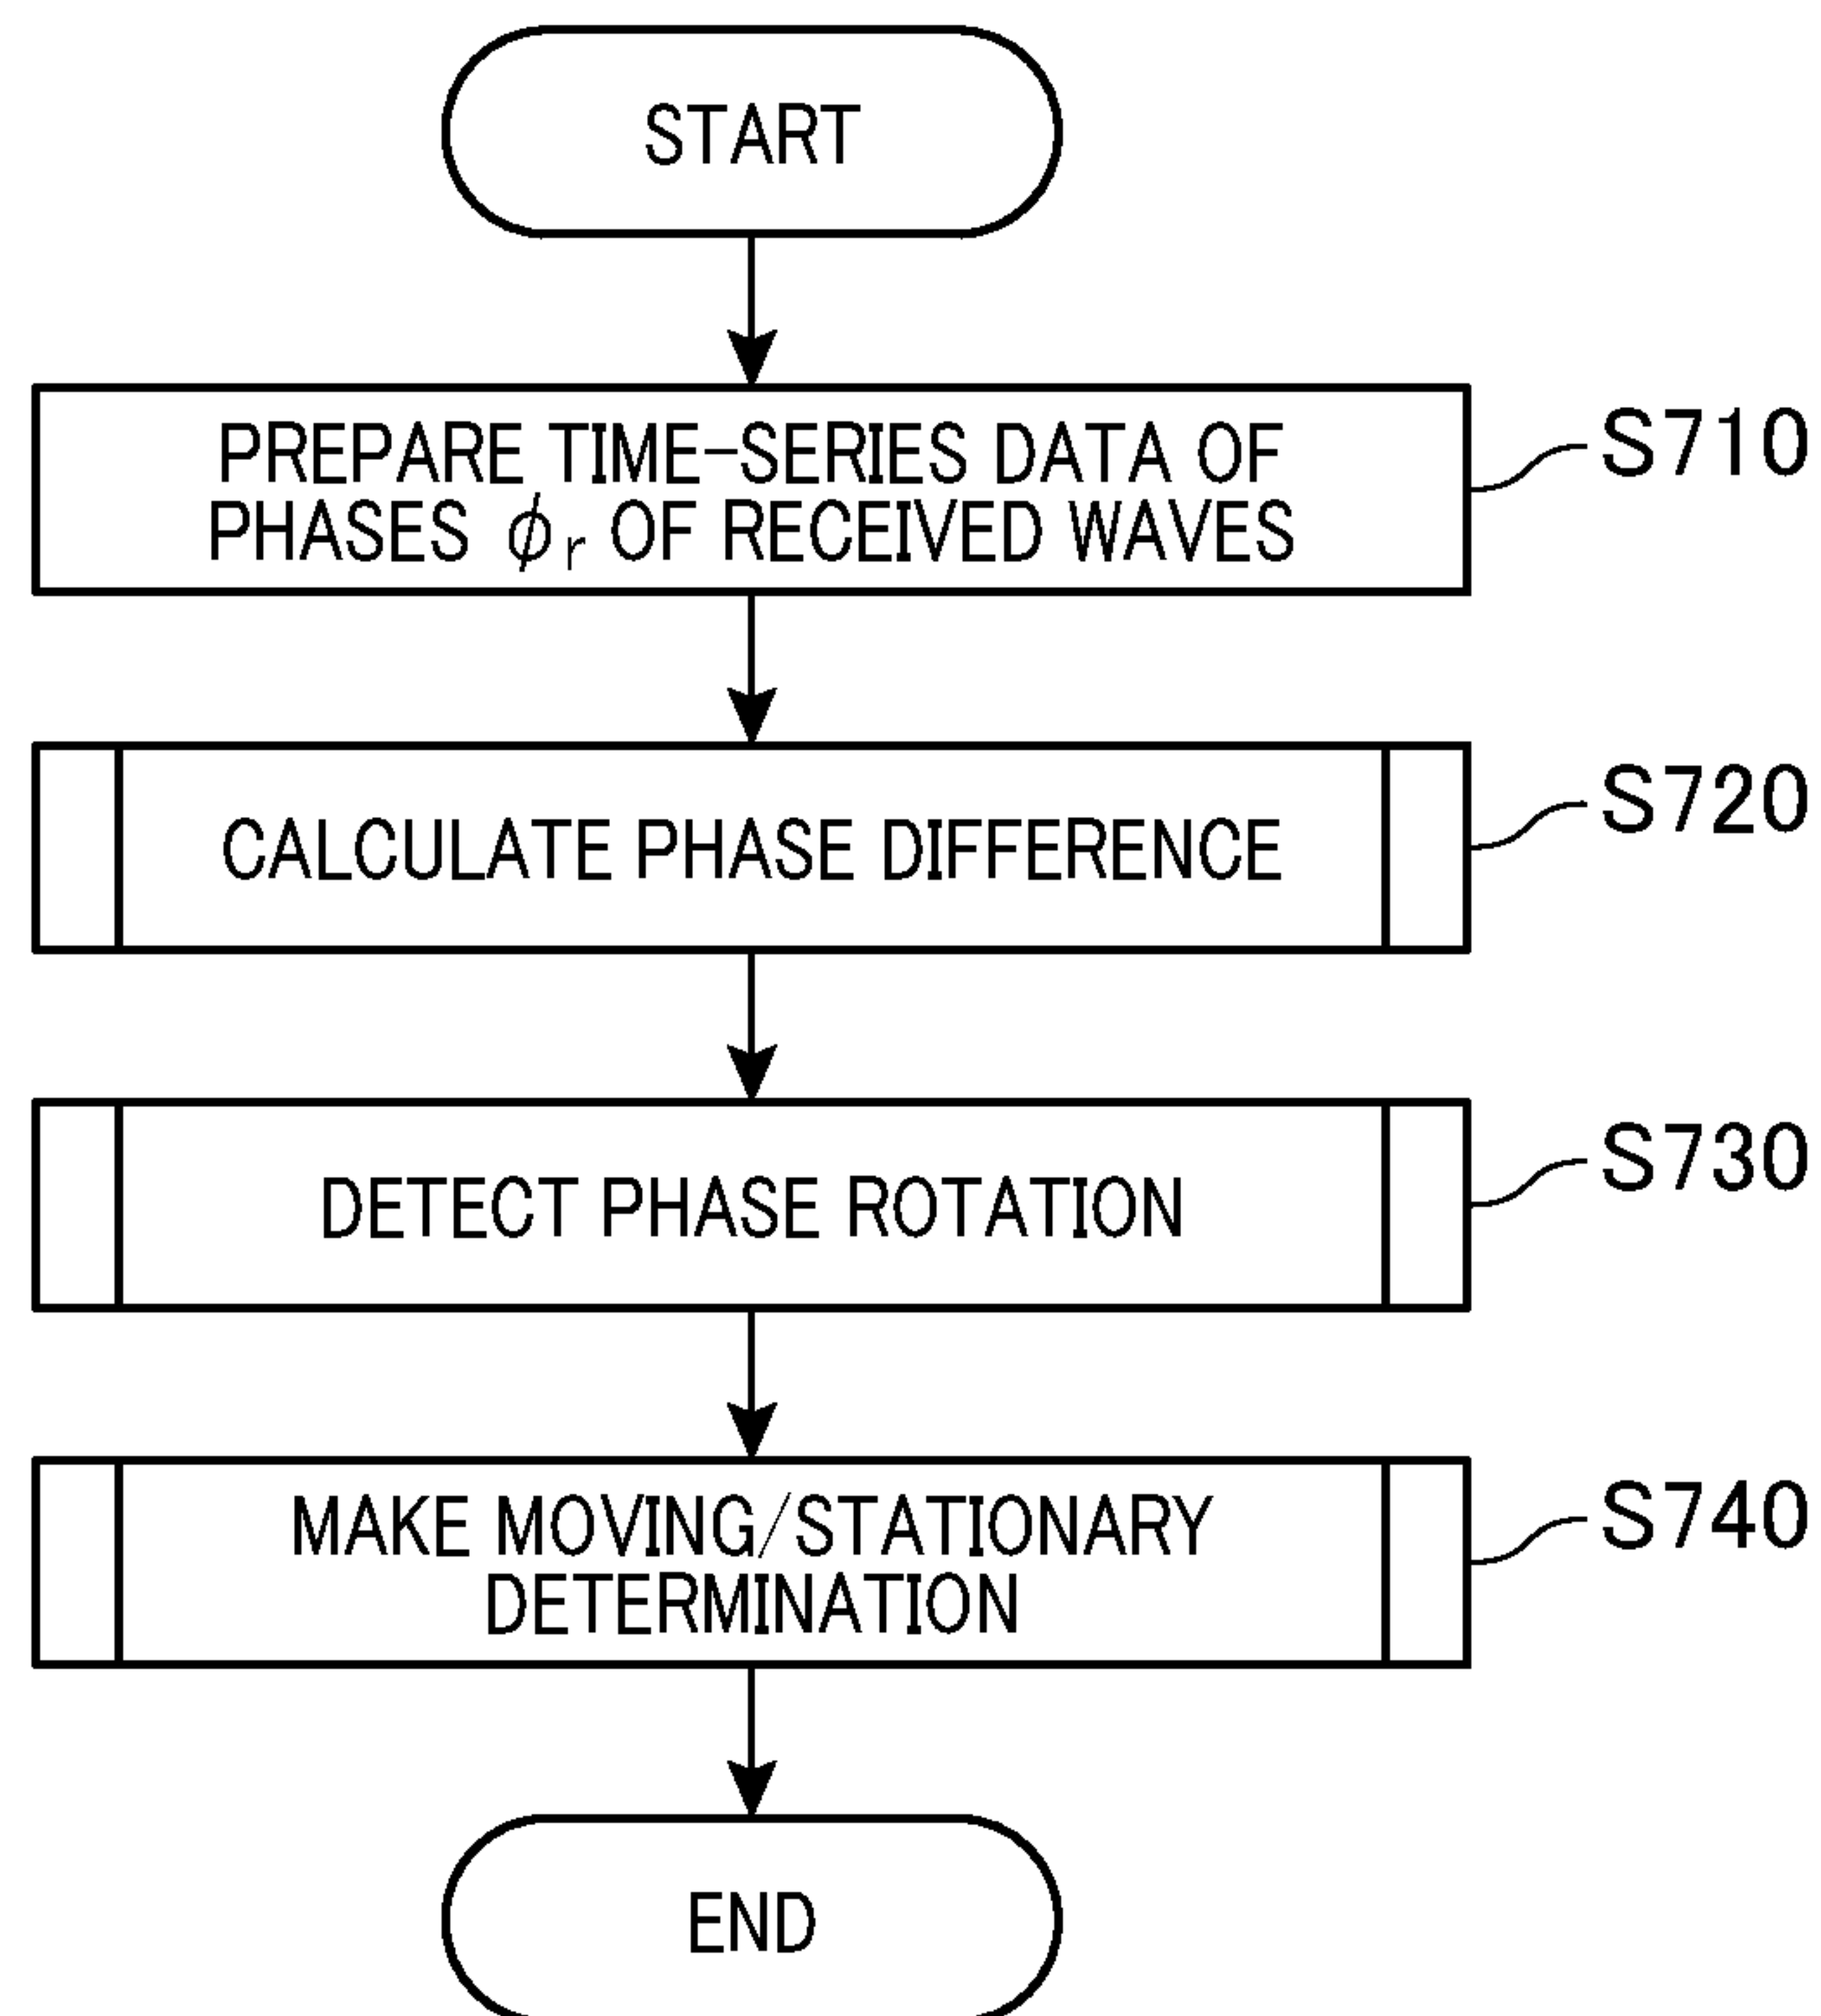 START
PREPARE TIME-SERIES DATA OF
PHASES ϕr OF RECEIVED WAVES
S710
CALCULATE PHASE DIFFERENCE
S720
DETECT PHASE ROTATION
S730
MAKE MOVING/STATIONARY
DETERMINATION
S740
END